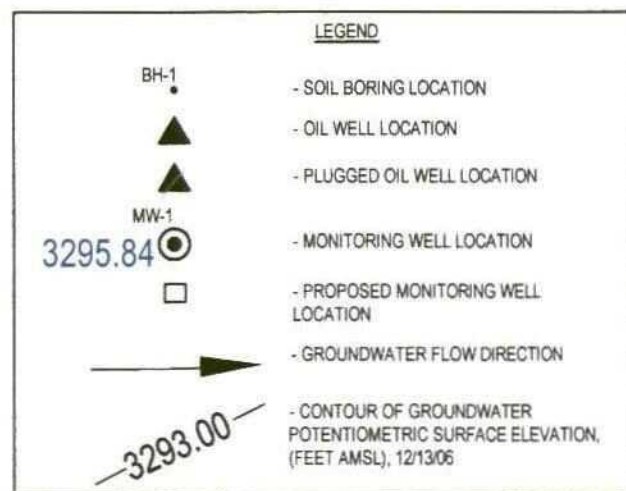 LEGEND
BH-1
- SOIL BORING LOCATION
- OIL WELL LOCATION
- PLUGGED OIL WELL LOCATION
MW-1
3295.84
- MONITORING WELL LOCATION
- PROPOSED MONITORING WELL
LOCATION
- GROUNDWATER FLOW DIRECTION
3293.00
- CONTOUR OF GROUNDWATER
POTENTIOMETRIC SURFACE ELEVATION,
(FEET AMSL), 12/13/06